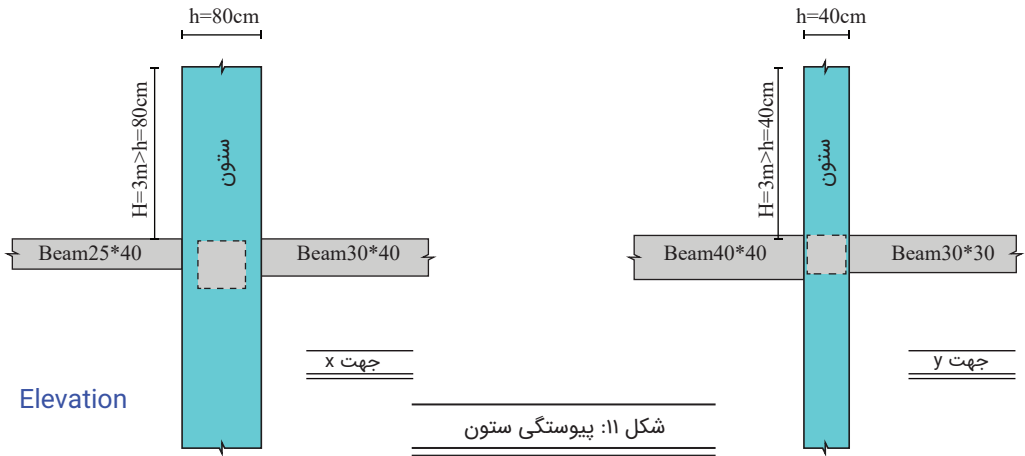 h=80cm
h=40cm
H=3m>h=80cm
ستون
H=3m>h=40cm
ستون
Beam25*40
Beam30*40
Beam40*40
Beam30*30
جهت x
جهت y
Elevation
شکل ۱۱: پیوستگی ستون